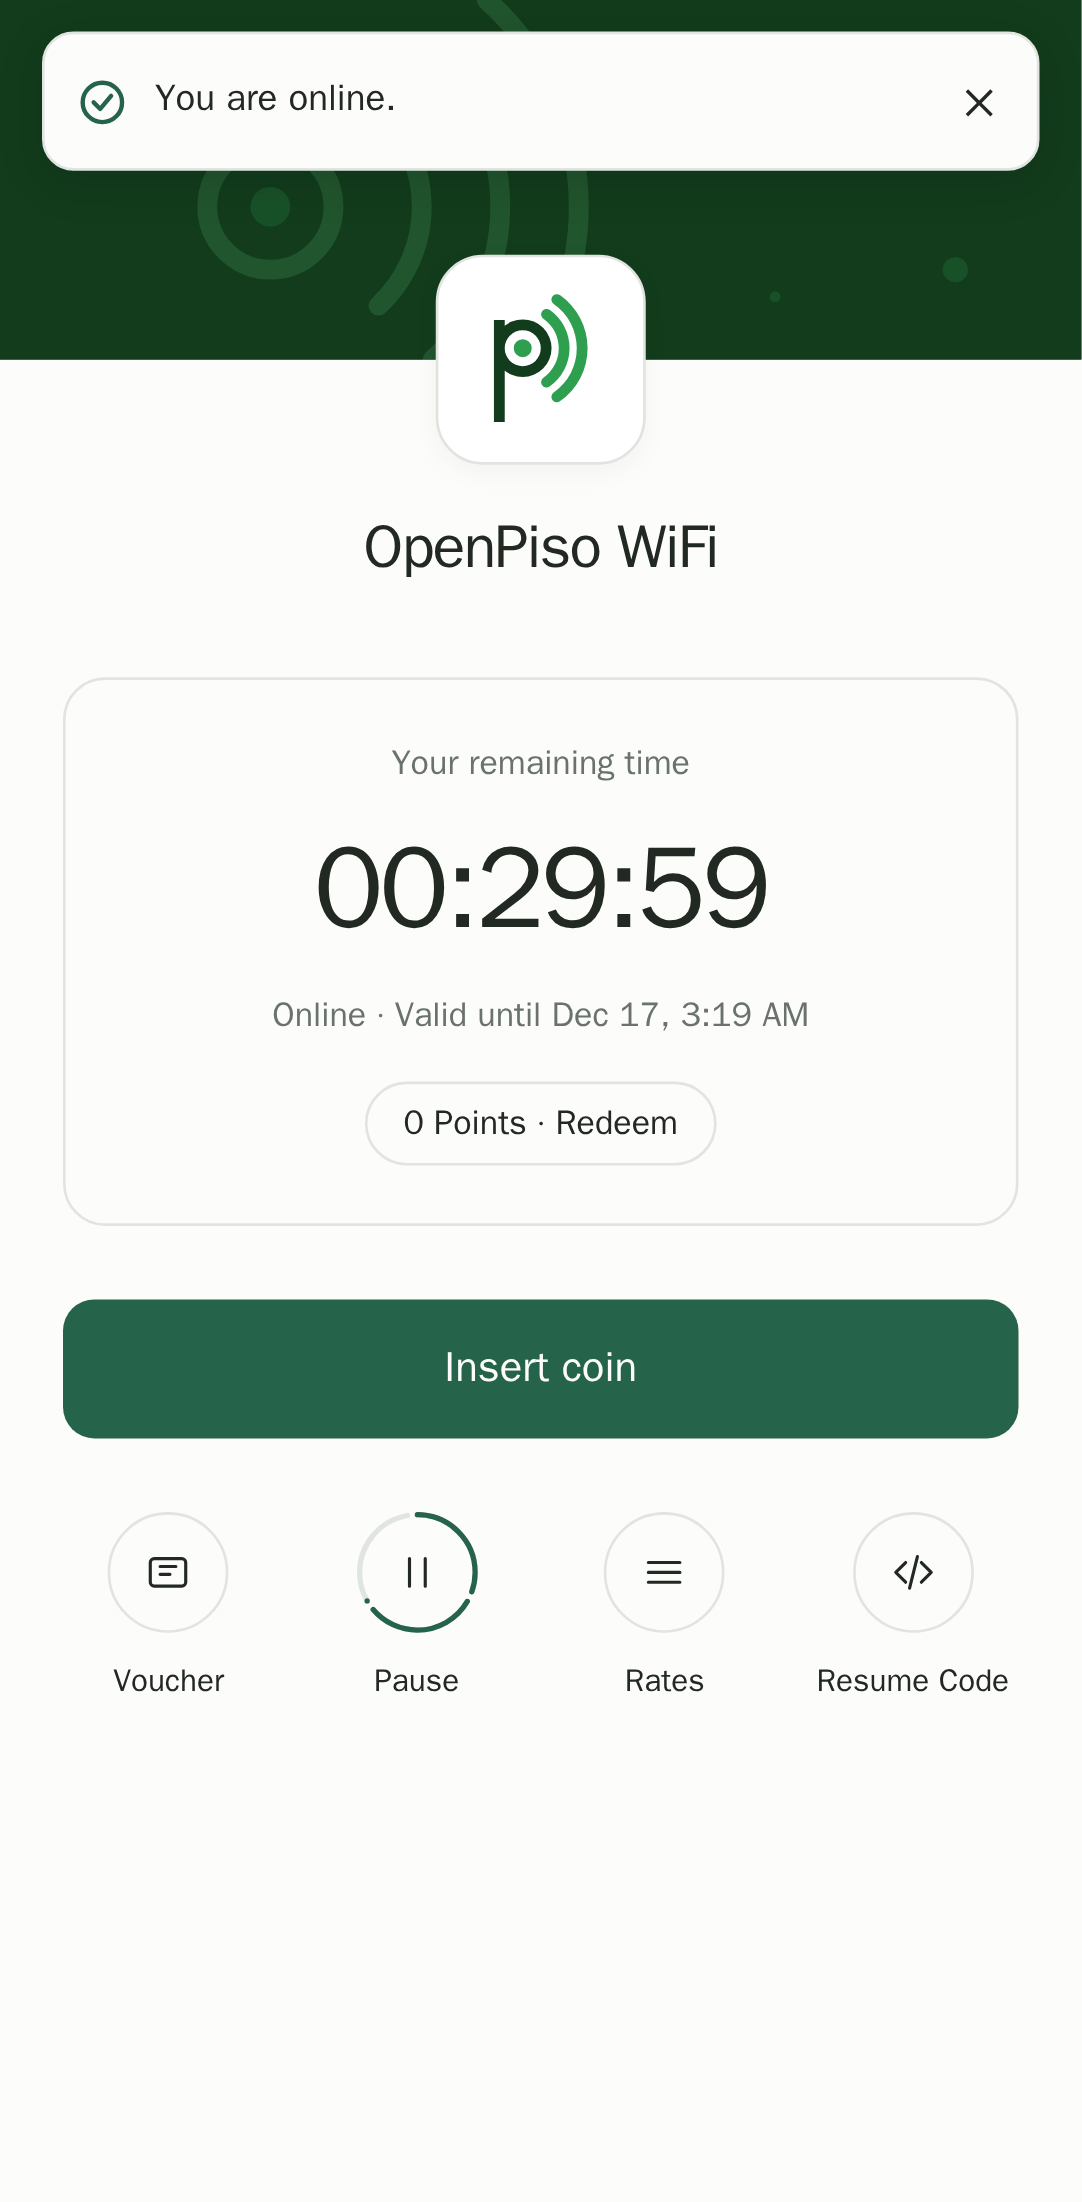 You are online.
OpenPiso WiFi
Your remaining time
00:29:59
Online · Valid until Dec 17, 3:19 AM
0 Points · Redeem
Insert coin
Voucher
Pause
Rates
Resume Code